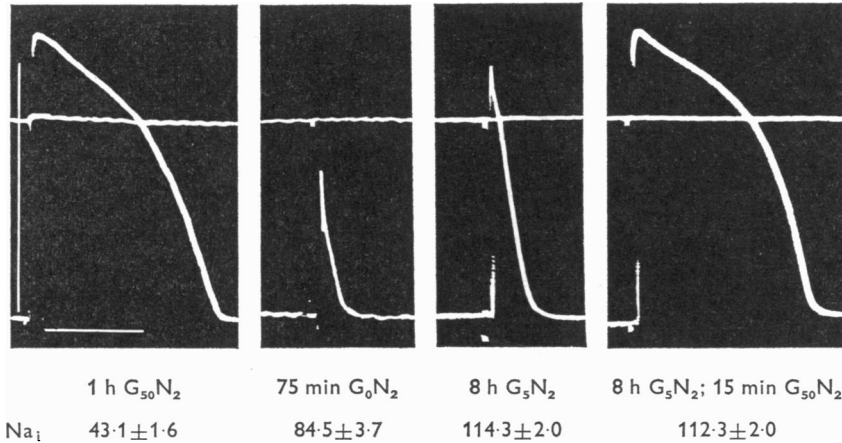 1 h G₅₀N₂ 75 min G₀N₂ 8 h G₅N₂ 8 h G₅N₂; 15 min G₅₀N₂
Naᵢ 43·1±1·6 84·5±3·7 114·3±2·0 112·3±2·0